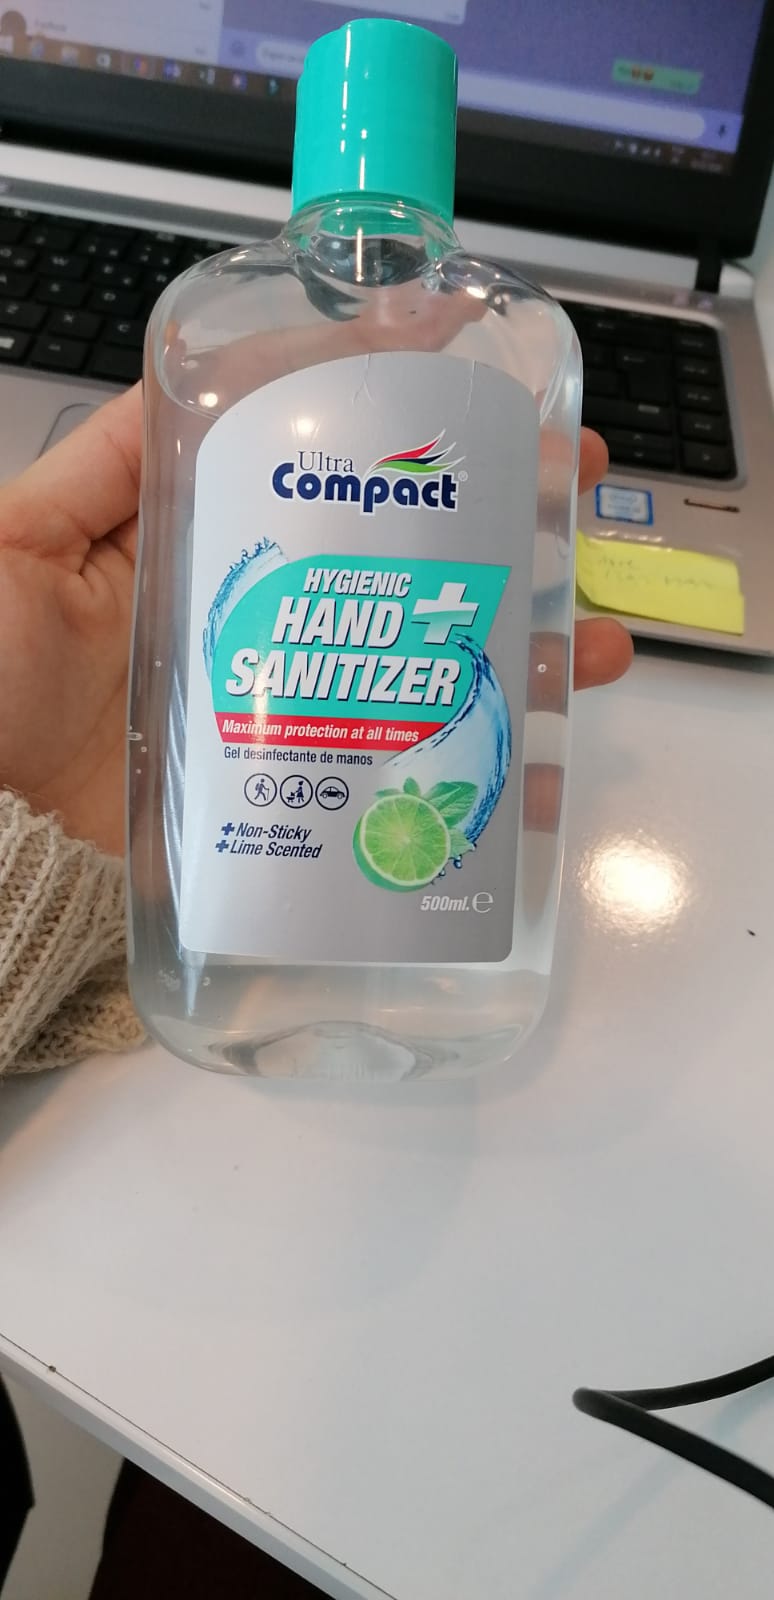 Ultra
Compact®
HYGIENIC
HAND
SANITIZER
Maximum protection at all times
Gel desinfectante de manos
+ Non-Sticky
+ Lime Scented
500ml. ℮